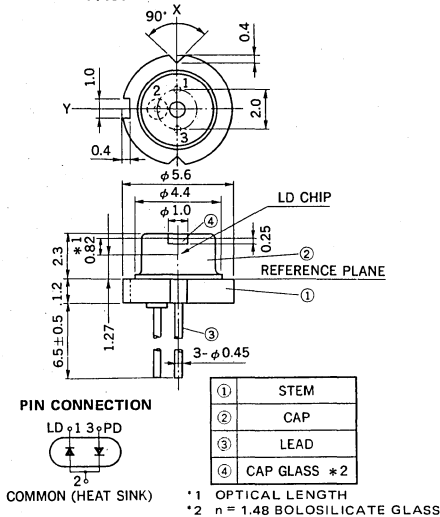 90°
X
0.4
1.0
2
1
Y
2.0
3
0.4
φ5.6
φ4.4
φ1.0
④
LD CHIP
*1
0.82
0.25
2.3
②
REFERENCE PLANE
1.2
①
1.27
6.5±0.5
③
3-φ0.45
PIN CONNECTION
LD 1 3 PD
2
COMMON (HEAT SINK)
① STEM
② CAP
③ LEAD
④ CAP GLASS *2
*1 OPTICAL LENGTH
*2 n = 1.48 BOLOSILICATE GLASS